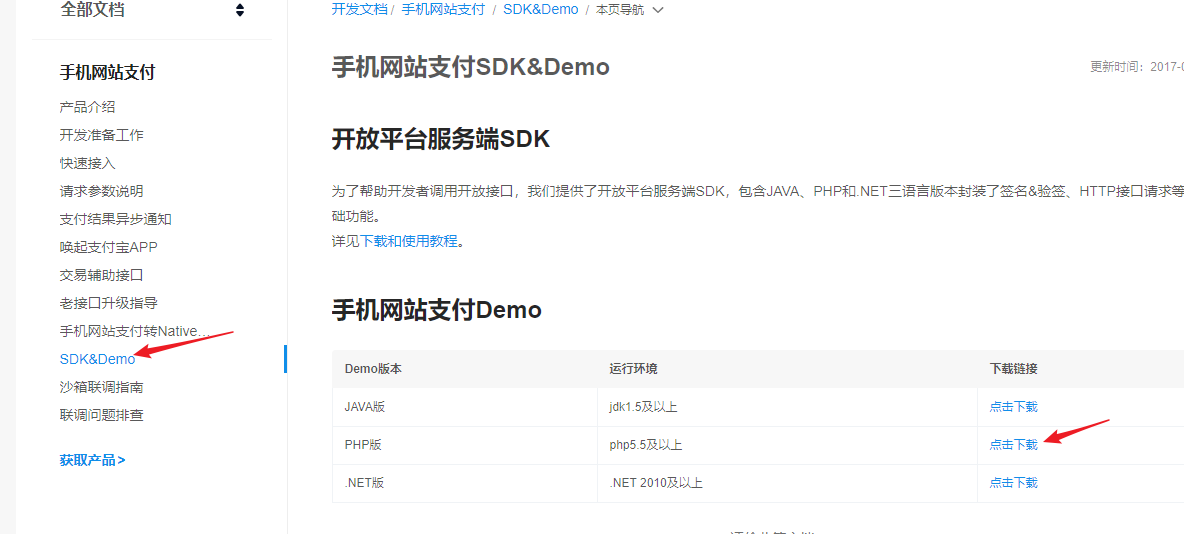 全部文档
手机网站支付
产品介绍
开发准备工作
快速接入
请求参数说明
支付结果异步通知
唤起支付宝APP
交易辅助接口
老接口升级指导
手机网站支付转Native...
SDK&Demo
沙箱联调指南
联调问题排查
获取产品>
开发文档 / 手机网站支付 / SDK&Demo / 本页导航
手机网站支付SDK&Demo
更新时间：2017-0
开放平台服务端SDK
为了帮助开发者调用开放接口，我们提供了开放平台服务端SDK，包含JAVA、PHP和.NET三语言版本封装了签名&验签、HTTP接口请求等
础功能。
详见下载和使用教程。
手机网站支付Demo
Demo版本 运行环境 下载链接
JAVA版 jdk1.5及以上 点击下载
PHP版 php5.5及以上 点击下载
.NET版 .NET 2010及以上 点击下载